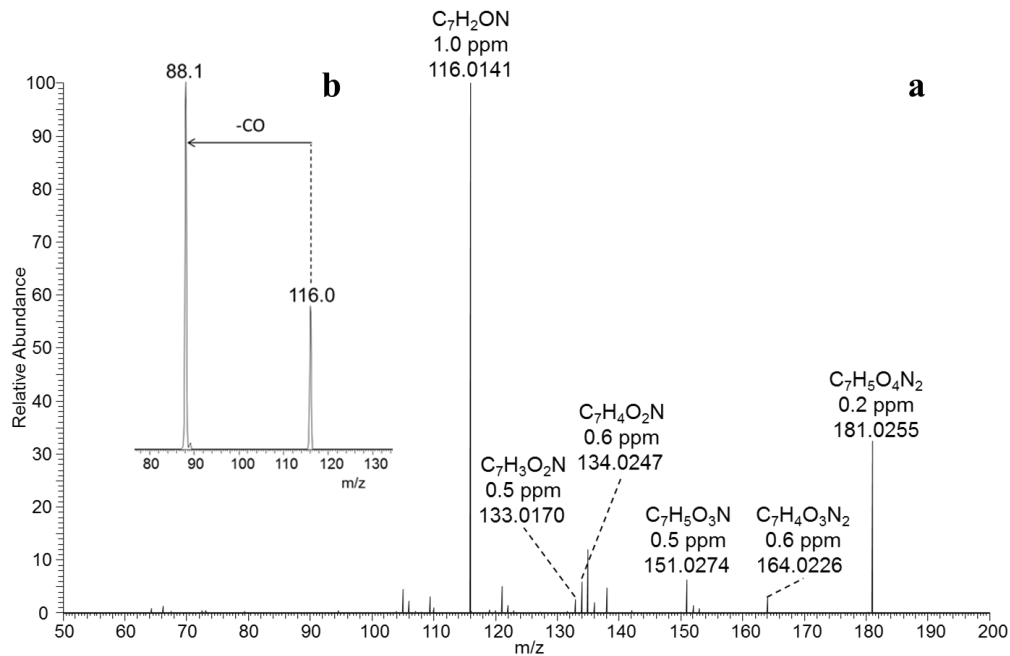 C₇H₂ON
1.0 ppm
116.0141
88.1
b
a
-CO
116.0
80 90 100 110 120 130
m/z
C₇H₅O₄N₂
0.2 ppm
181.0255
C₇H₄O₂N
0.6 ppm
134.0247
C₇H₃O₂N
0.5 ppm
133.0170
C₇H₅O₃N
0.5 ppm
151.0274
C₇H₄O₃N₂
0.6 ppm
164.0226
Relative Abundance
100
90
80
70
60
50
40
30
20
10
0
50 60 70 80 90 100 110 120 130 140 150 160 170 180 190 200
m/z